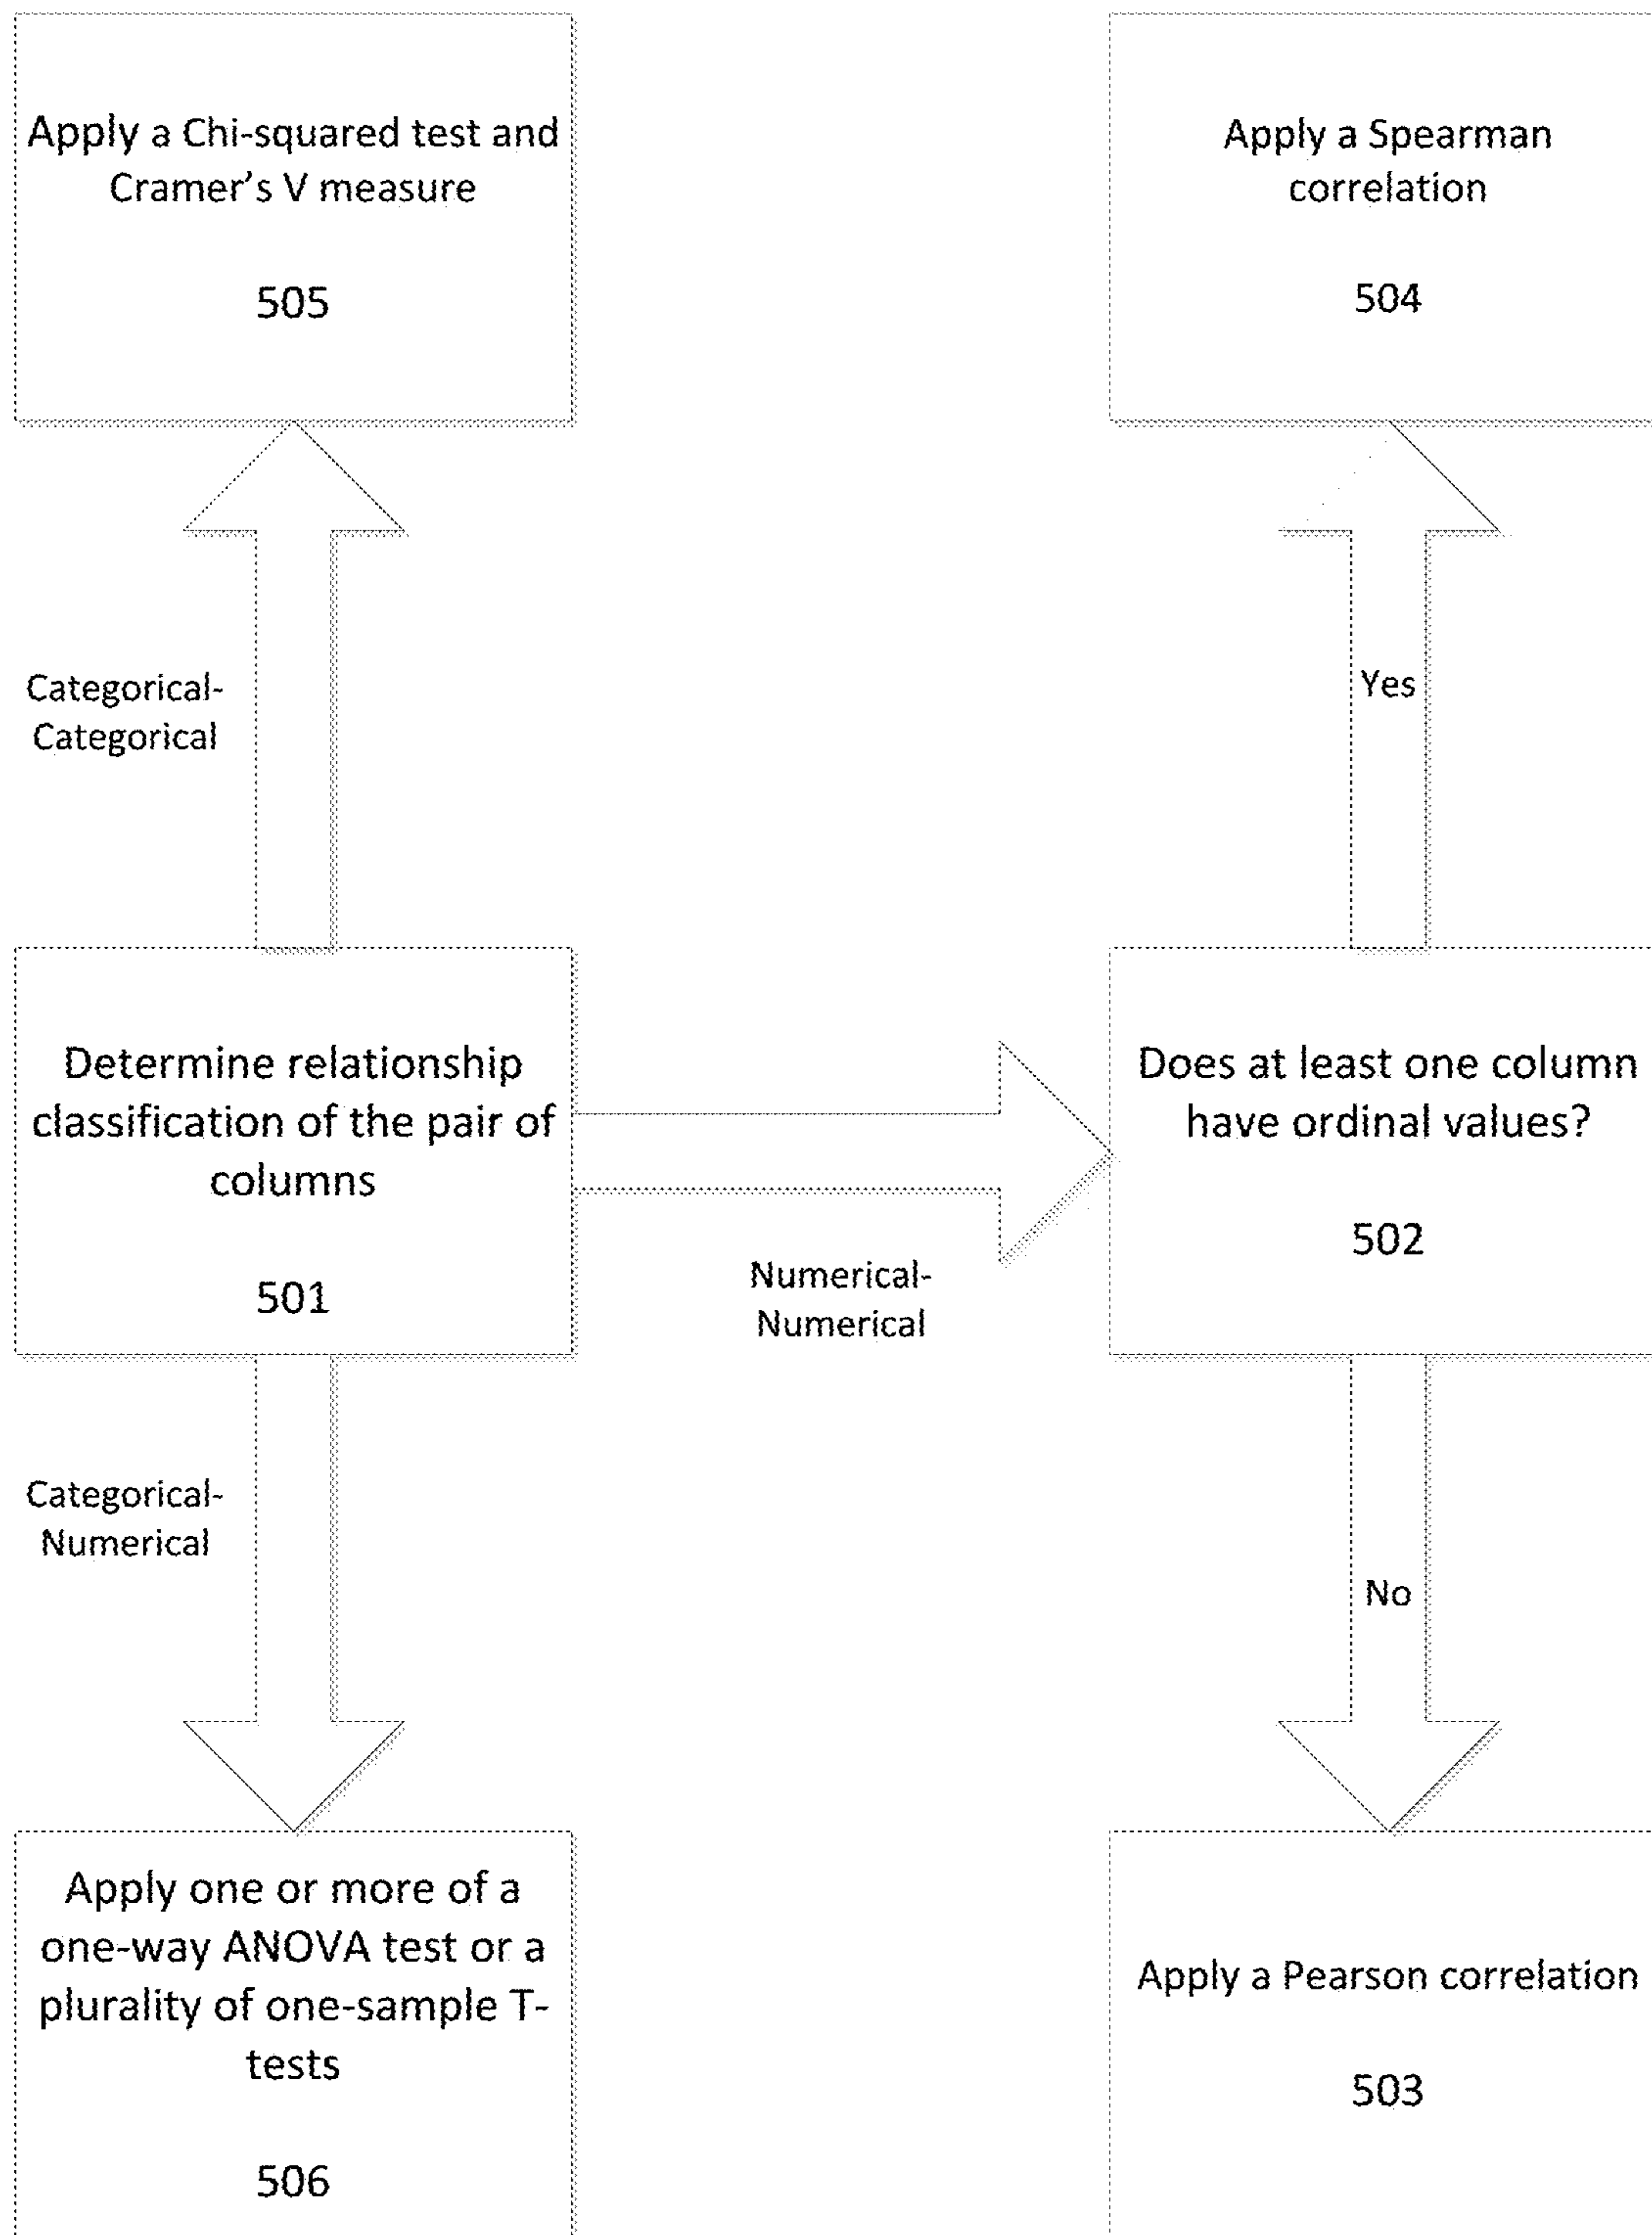 Apply a Chi-squared test and
Cramer's V measure
505
Apply a Spearman
correlation
504
Categorical-
Categorical
Yes
Determine relationship
classification of the pair of
columns
501
Numerical-
Numerical
Does at least one column
have ordinal values?
502
Categorical-
Numerical
No
Apply one or more of a
one-way ANOVA test or a
plurality of one-sample T-
tests
506
Apply a Pearson correlation
503